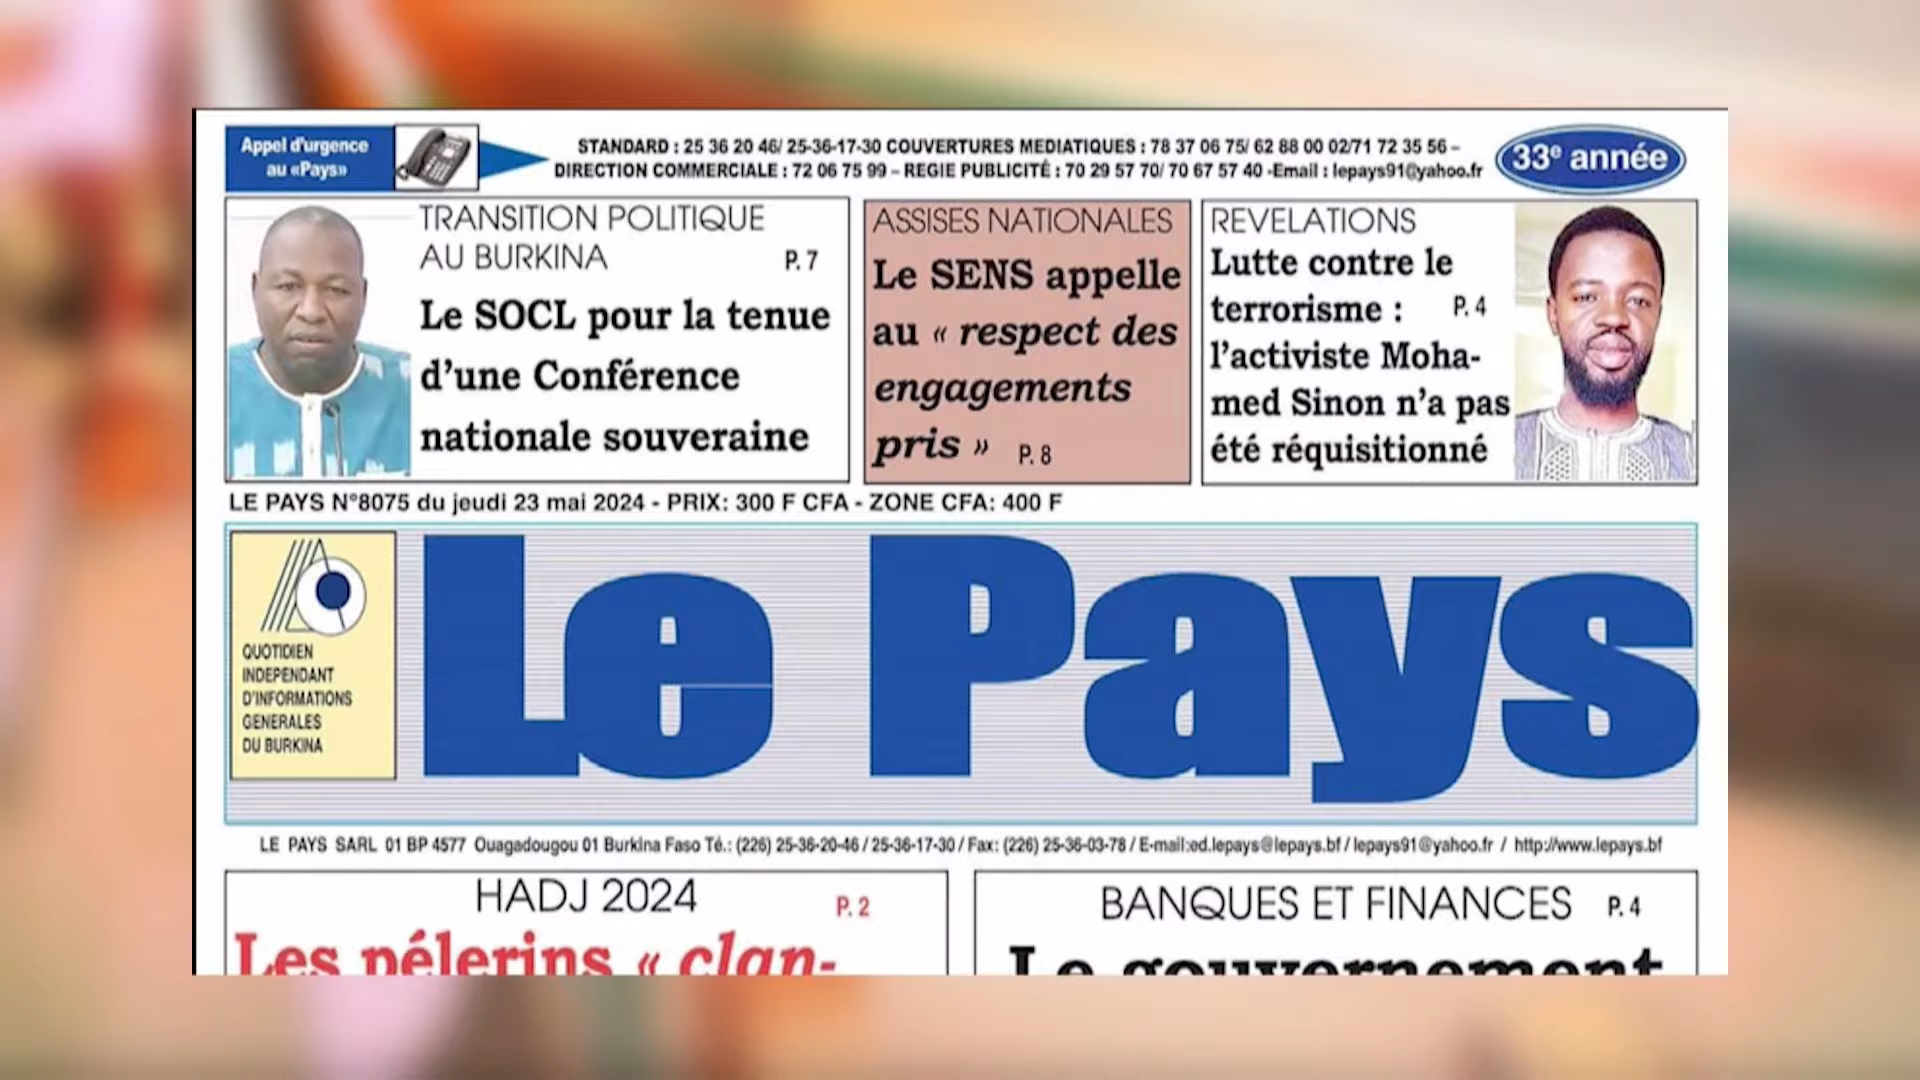 Appel d'urgence
au «Pays»
STANDARD : 25 36 20 46/ 25-36-17-30 COUVERTURES MEDIATIQUES : 78 37 06 75/ 62 88 00 02/71 72 35 56 –
DIRECTION COMMERCIALE : 72 06 75 99 – REGIE PUBLICITÉ : 70 29 57 70/ 70 67 57 40 -Email : lepays91@yahoo.fr
33e année
TRANSITION POLITIQUE
AU BURKINA P. 7
Le SOCL pour la tenue
d'une Conférence
nationale souveraine
ASSISES NATIONALES
Le SENS appelle
au « respect des
engagements
pris » P. 8
REVELATIONS
Lutte contre le
terrorisme : P. 4
l'activiste Moha-
med Sinon n'a pas
été réquisitionné
LE PAYS N°8075 du jeudi 23 mai 2024 - PRIX: 300 F CFA - ZONE CFA: 400 F
QUOTIDIEN
INDEPENDANT
D'INFORMATIONS
GENERALES
DU BURKINA
Le Pays
LE PAYS SARL 01 BP 4577 Ouagadougou 01 Burkina Faso Té.: (226) 25-36-20-46 / 25-36-17-30 / Fax: (226) 25-36-03-78 / E-mail:ed.lepays@lepays.bf / lepays91@yahoo.fr / http://www.lepays.bf
HADJ 2024 P. 2
Les pélerins « clan-
BANQUES ET FINANCES P. 4
Le gouvernement